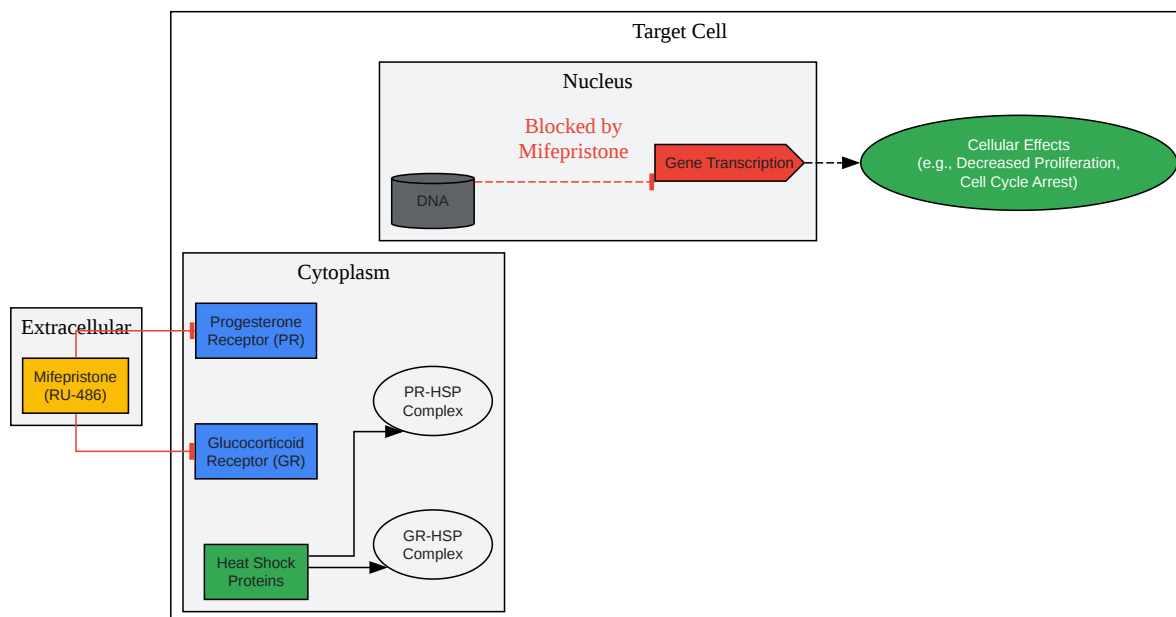 Target Cell
Nucleus
Blocked by
Mifepristone
Gene Transcription
DNA
Cellular Effects
(e.g., Decreased Proliferation,
Cell Cycle Arrest)
Cytoplasm
Extracellular
Mifepristone
(RU-486)
Progesterone
Receptor (PR)
Glucocorticoid
Receptor (GR)
PR-HSP
Complex
GR-HSP
Complex
Heat Shock
Proteins